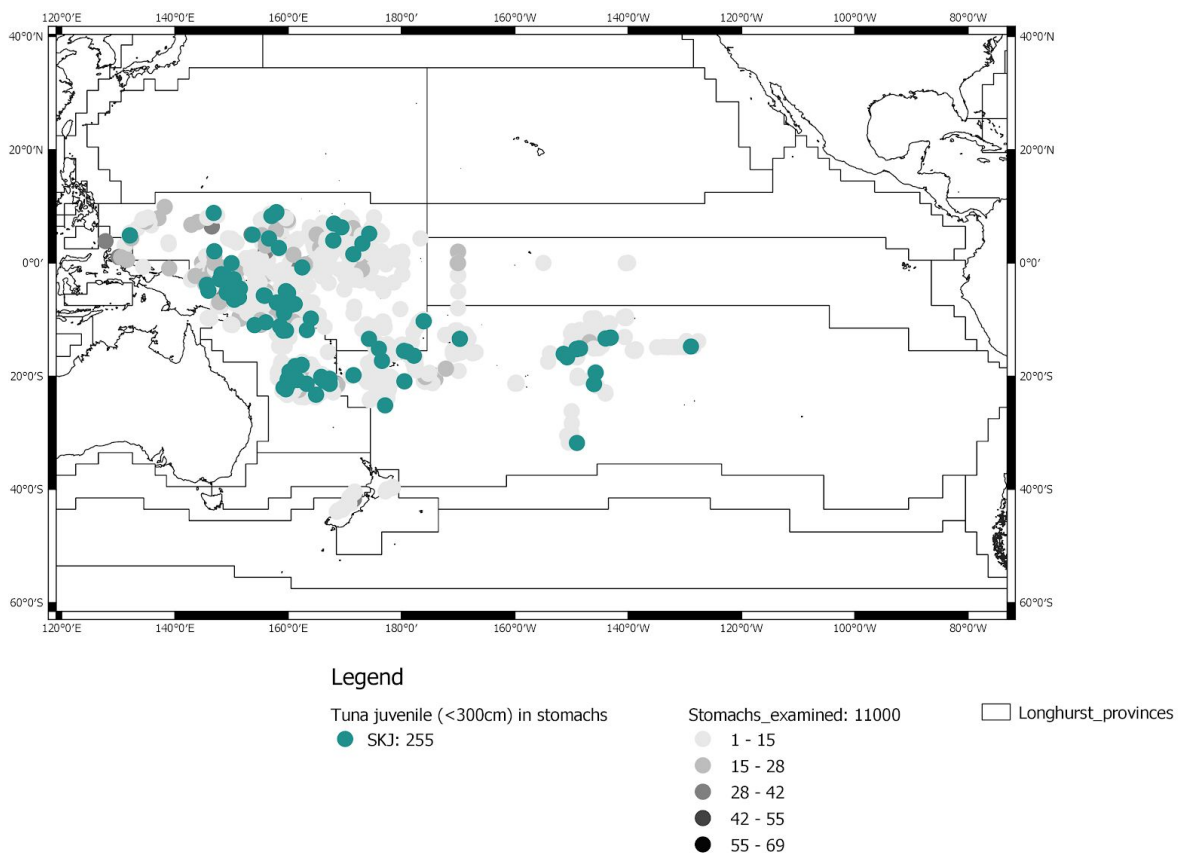 120°0'E 140°0'E 160°0'E 180°0' 160°0'W 140°0'W 120°0'W 100°0'W 80°0'W
40°0'N 40°0'N
20°0'N 20°0'N
0°0' 0°0'
20°0'S 20°0'S
40°0'S 40°0'S
60°0'S 60°0'S
120°0'E 140°0'E 160°0'E 180°0' 160°0'W 140°0'W 120°0'W 100°0'W 80°0'W
Legend
Tuna juvenile (<300cm) in stomachs
SKJ: 255
Stomachs_examined: 11000
1 - 15
15 - 28
28 - 42
42 - 55
55 - 69
Longhurst_provinces